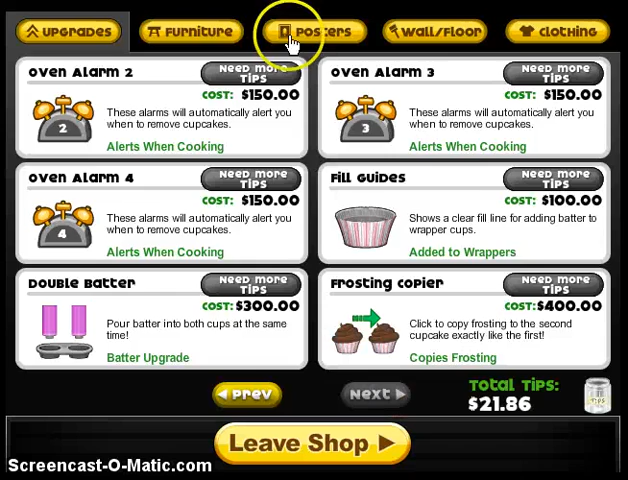 Upgrades
Furniture
Posters
Wall/Floor
Clothing
Oven Alarm 2
Need more Tips
Cost: $150.00
2
These alarms will automatically alert you
when to remove cupcakes.
Alerts When Cooking
Oven Alarm 3
Need more Tips
Cost: $150.00
3
These alarms will automatically alert you
when to remove cupcakes.
Alerts When Cooking
Oven Alarm 4
Need more Tips
Cost: $150.00
4
These alarms will automatically alert you
when to remove cupcakes.
Alerts When Cooking
Fill Guides
Need more Tips
Cost: $100.00
Shows a clear fill line for adding batter to
wrapper cups.
Added to Wrappers
Double Batter
Need more Tips
Cost: $300.00
Pour batter into both cups at the same
time!
Batter Upgrade
Frosting Copier
Need more Tips
Cost: $400.00
Click to copy frosting to the second
cupcake exactly like the first!
Copies Frosting
Prev
Next
Total Tips:
$21.86
Leave Shop
Screencast-O-Matic.com